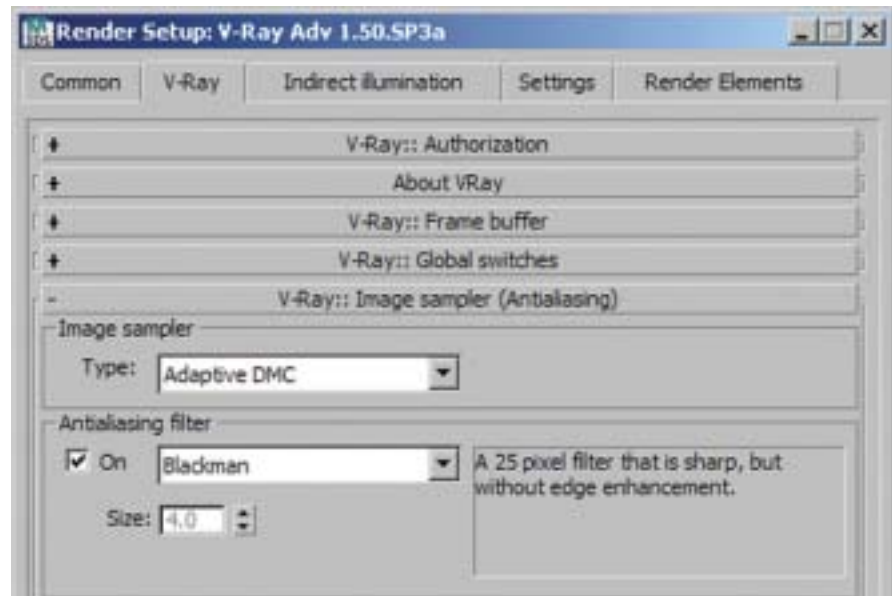 Render Setup: V-Ray Adv 1.50.SP3a
Common V-Ray Indirect illumination Settings Render Elements
+ V-Ray:: Authorization
+ About VRay
+ V-Ray:: Frame buffer
+ V-Ray:: Global switches
- V-Ray:: Image sampler (Antialiasing)
Image sampler
Type: Adaptive DMC
Antialiasing filter
On Blackman
A 25 pixel filter that is sharp, but
without edge enhancement.
Size: 4.0